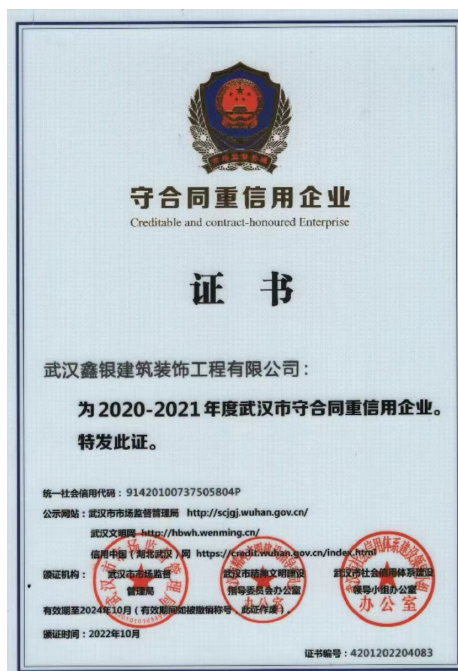 守合同重信用企业
Creditable and contract-honoured Enterprise
证 书
武汉鑫银建筑装饰工程有限公司：
为2020-2021年度武汉市守合同重信用企业。
特发此证。
统一社会信用代码：91420100737505804P
公示网站：武汉市市场监督管理局 http://scjgj.wuhan.gov.cn/
武汉文明网 http://hbwh.wenming.cn/
信用中国（湖北武汉）网 https://credit.wuhan.gov.cn/index.html
颁证机构：
武汉市市场监督
管理局
武汉市精神文明建设
指导委员会办公室
武汉市社会信用体系建设
领导小组办公室
办公室
办公室
有效期至2024年10月（有效期间如被撤销称号，此证作废）
颁证时间：2022年10月
证书编号：4201202204083